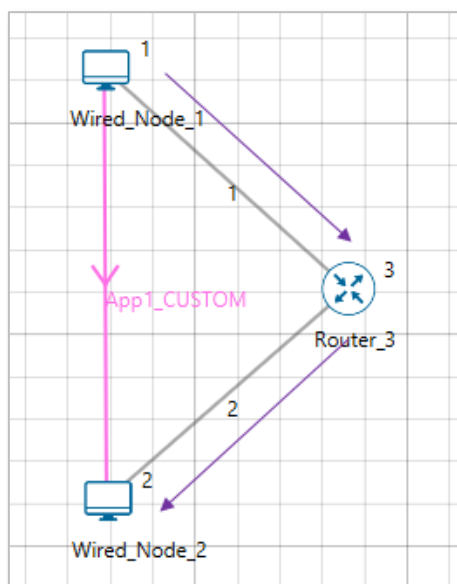 1
Wired_Node_1
1
3
App1_CUSTOM
Router_3
2
2
Wired_Node_2